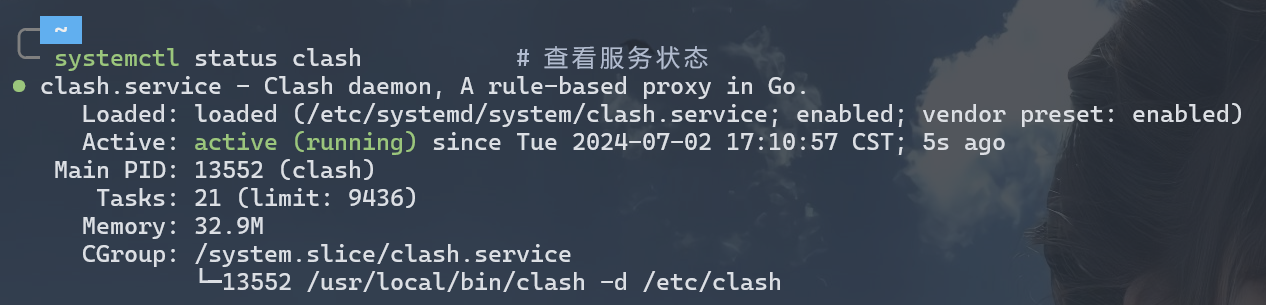 ~
systemctl status clash # 查看服务状态
● clash.service - Clash daemon, A rule-based proxy in Go.
Loaded: loaded (/etc/systemd/system/clash.service; enabled; vendor preset: enabled)
Active: active (running) since Tue 2024-07-02 17:10:57 CST; 5s ago
Main PID: 13552 (clash)
Tasks: 21 (limit: 9436)
Memory: 32.9M
CGroup: /system.slice/clash.service
└─13552 /usr/local/bin/clash -d /etc/clash